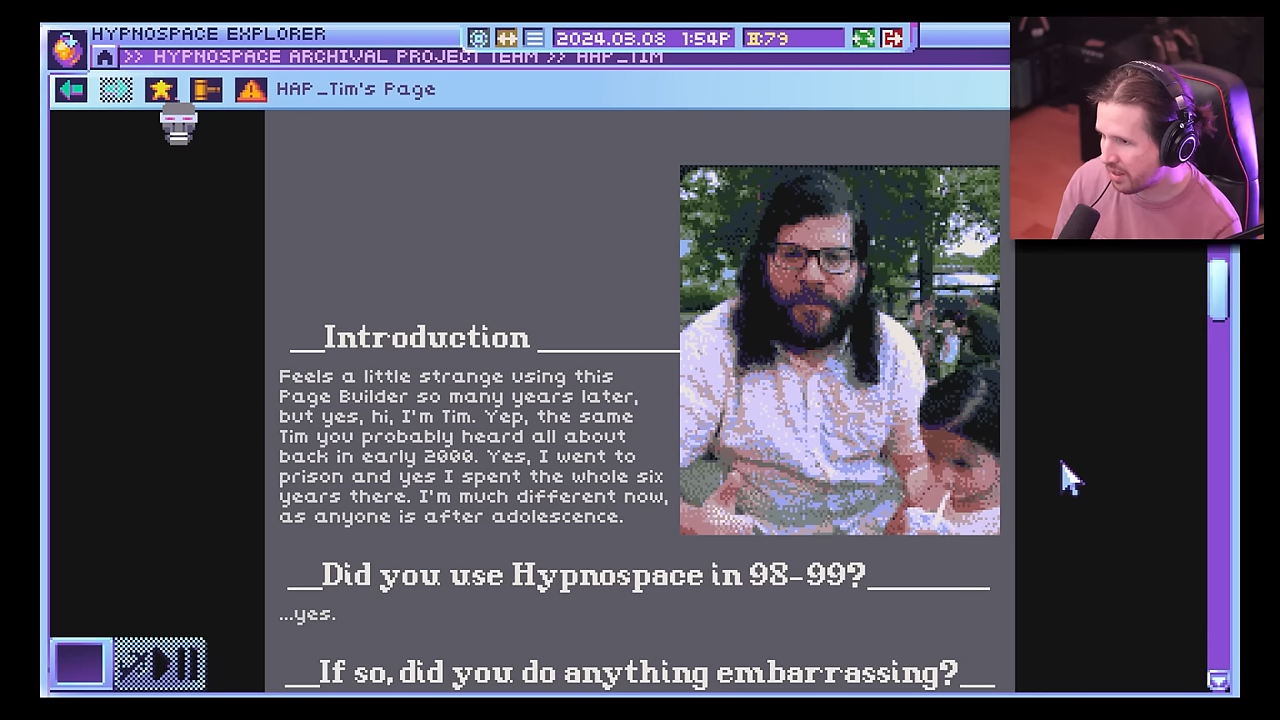 HYPNOSPACE EXPLORER
2024.03.08 1:54P
79
>> HYPNOSPACE ARCHIVAL PROJECT TEAM >> HAP_TIM
HAP_Tim's Page
__Introduction__
Feels a little strange using this
Page Builder so many years later,
but yes, hi, I'm Tim. Yep, the same
Tim you probably heard all about
back in early 2000. Yes, I went to
prison and yes I spent the whole six
years there. I'm much different now,
as anyone is after adolescence.
__Did you use Hypnospace in 98-99?__
...yes.
__If so, did you do anything embarrassing?__